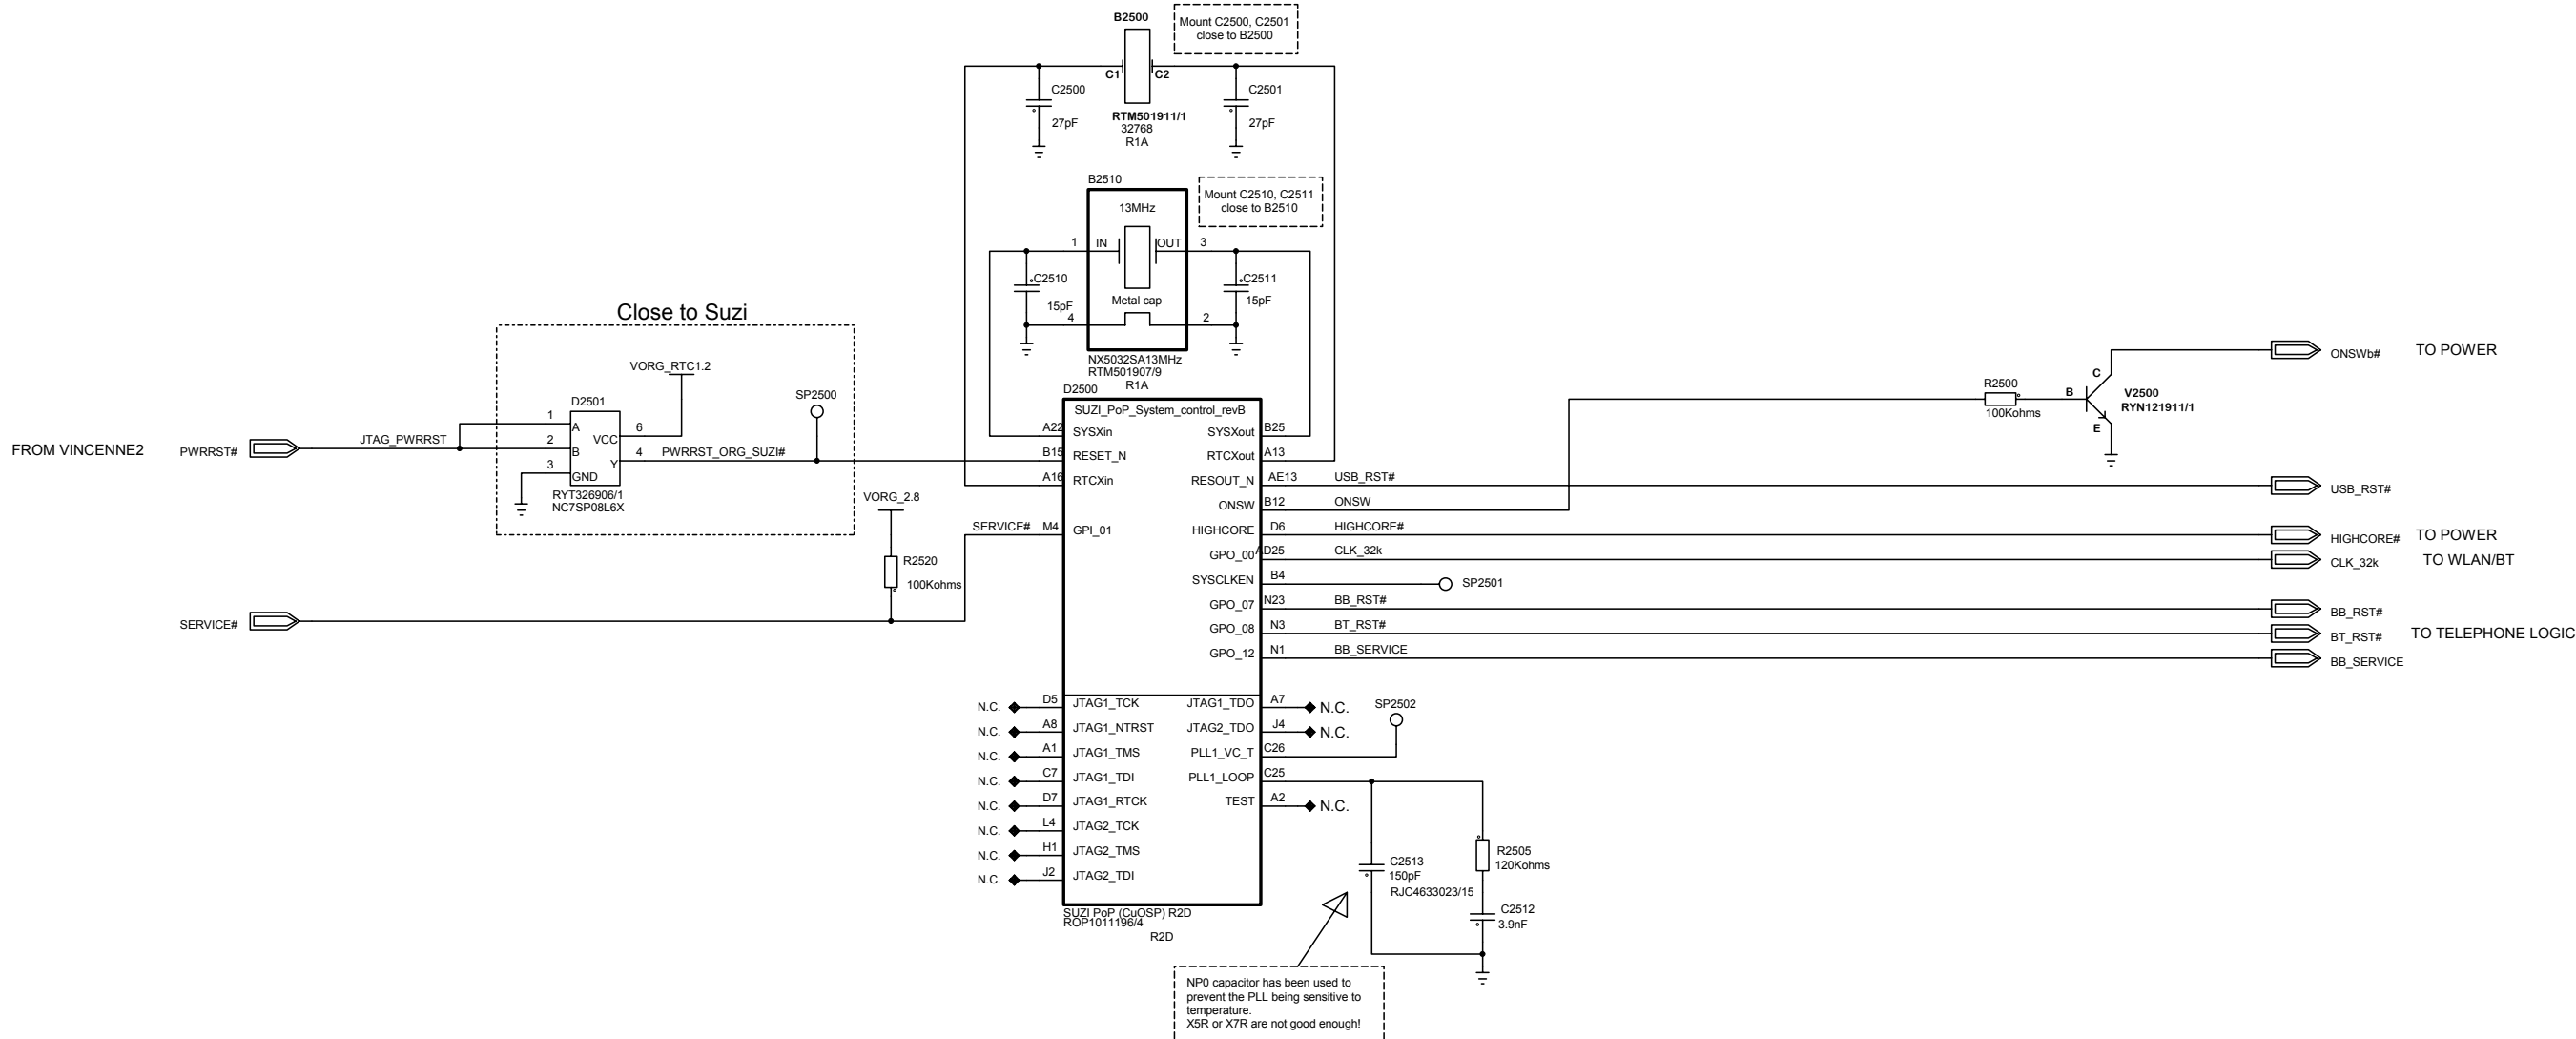 B2500
Mount C2500, C2501
close to B2500
C1
C2
C2500
27pF
C2501
27pF
RTM501911/1
32768
R1A
B2510
Mount C2510, C2511
close to B2510
13MHz
1
IN
OUT
3
C2510
15pF
C2511
15pF
Metal cap
4
2
NX5032SA13MHz
RTM501907/9
R1A
Close to Suzi
VORG_RTC1.2
SP2500
D2501
1
A
2
B
3
GND
VCC
6
Y
4
RYT326906/1
NC7SP08L6X
FROM VINCENNE2
PWRRST#
JTAG_PWRRST
PWRRST_ORG_SUZI#
VORG_2.8
R2520
100Kohms
SERVICE#
SERVICE#
D2500
SUZI_PoP_System_control_revB
A22
SYSXin
B15
RESET_N
A16
RTCXin
M4
GPI_01
SYSXout
B25
RTCXout
A13
RESOUT_N
AE13
USB_RST#
ONSW
B12
ONSW
HIGHCORE
D6
HIGHCORE#
GPO_00
AD25
CLK_32k
SYSCLKEN
B4
SP2501
GPO_07
N23
BB_RST#
GPO_08
N3
BT_RST#
GPO_12
N1
BB_SERVICE
R2500
100Kohms
C
B
E
V2500
RYN121911/1
ONSWb#
TO POWER
USB_RST#
HIGHCORE#
TO POWER
CLK_32k
TO WLAN/BT
BB_RST#
BT_RST#
TO TELEPHONE LOGIC
BB_SERVICE
N.C.
D5
JTAG1_TCK
N.C.
A8
JTAG1_NTRST
N.C.
A1
JTAG1_TMS
N.C.
C7
JTAG1_TDI
N.C.
D7
JTAG1_RTCK
N.C.
L4
JTAG2_TCK
N.C.
H1
JTAG2_TMS
N.C.
J2
JTAG2_TDI
JTAG1_TDO
A7
N.C.
JTAG2_TDO
J4
N.C.
PLL1_VC_T
C26
SP2502
PLL1_LOOP
C25
TEST
A2
N.C.
SUZI PoP (CuOSP) R2D
ROP1011196/4
R2D
C2513
150pF
RJC4633023/15
R2505
120Kohms
C2512
3.9nF
NP0 capacitor has been used to
prevent the PLL being sensitive to
temperature.
X5R or X7R are not good enough!